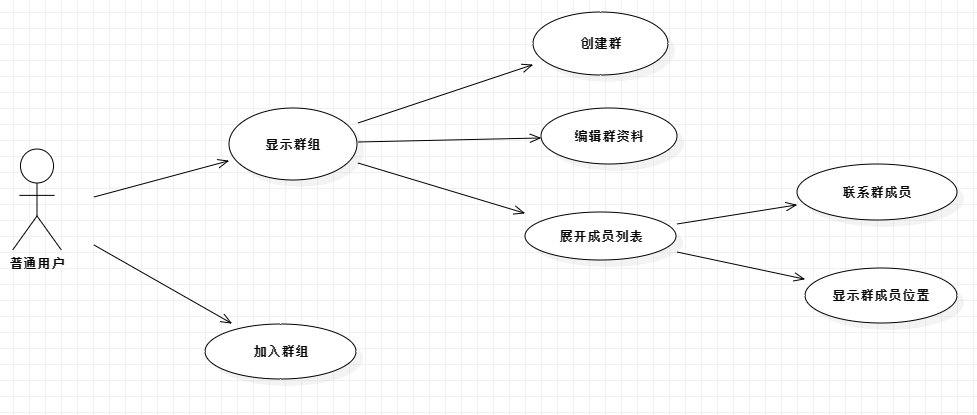 创建群
编辑群资料
显示群组
联系群成员
展开成员列表
普通用户
显示群成员位置
加入群组